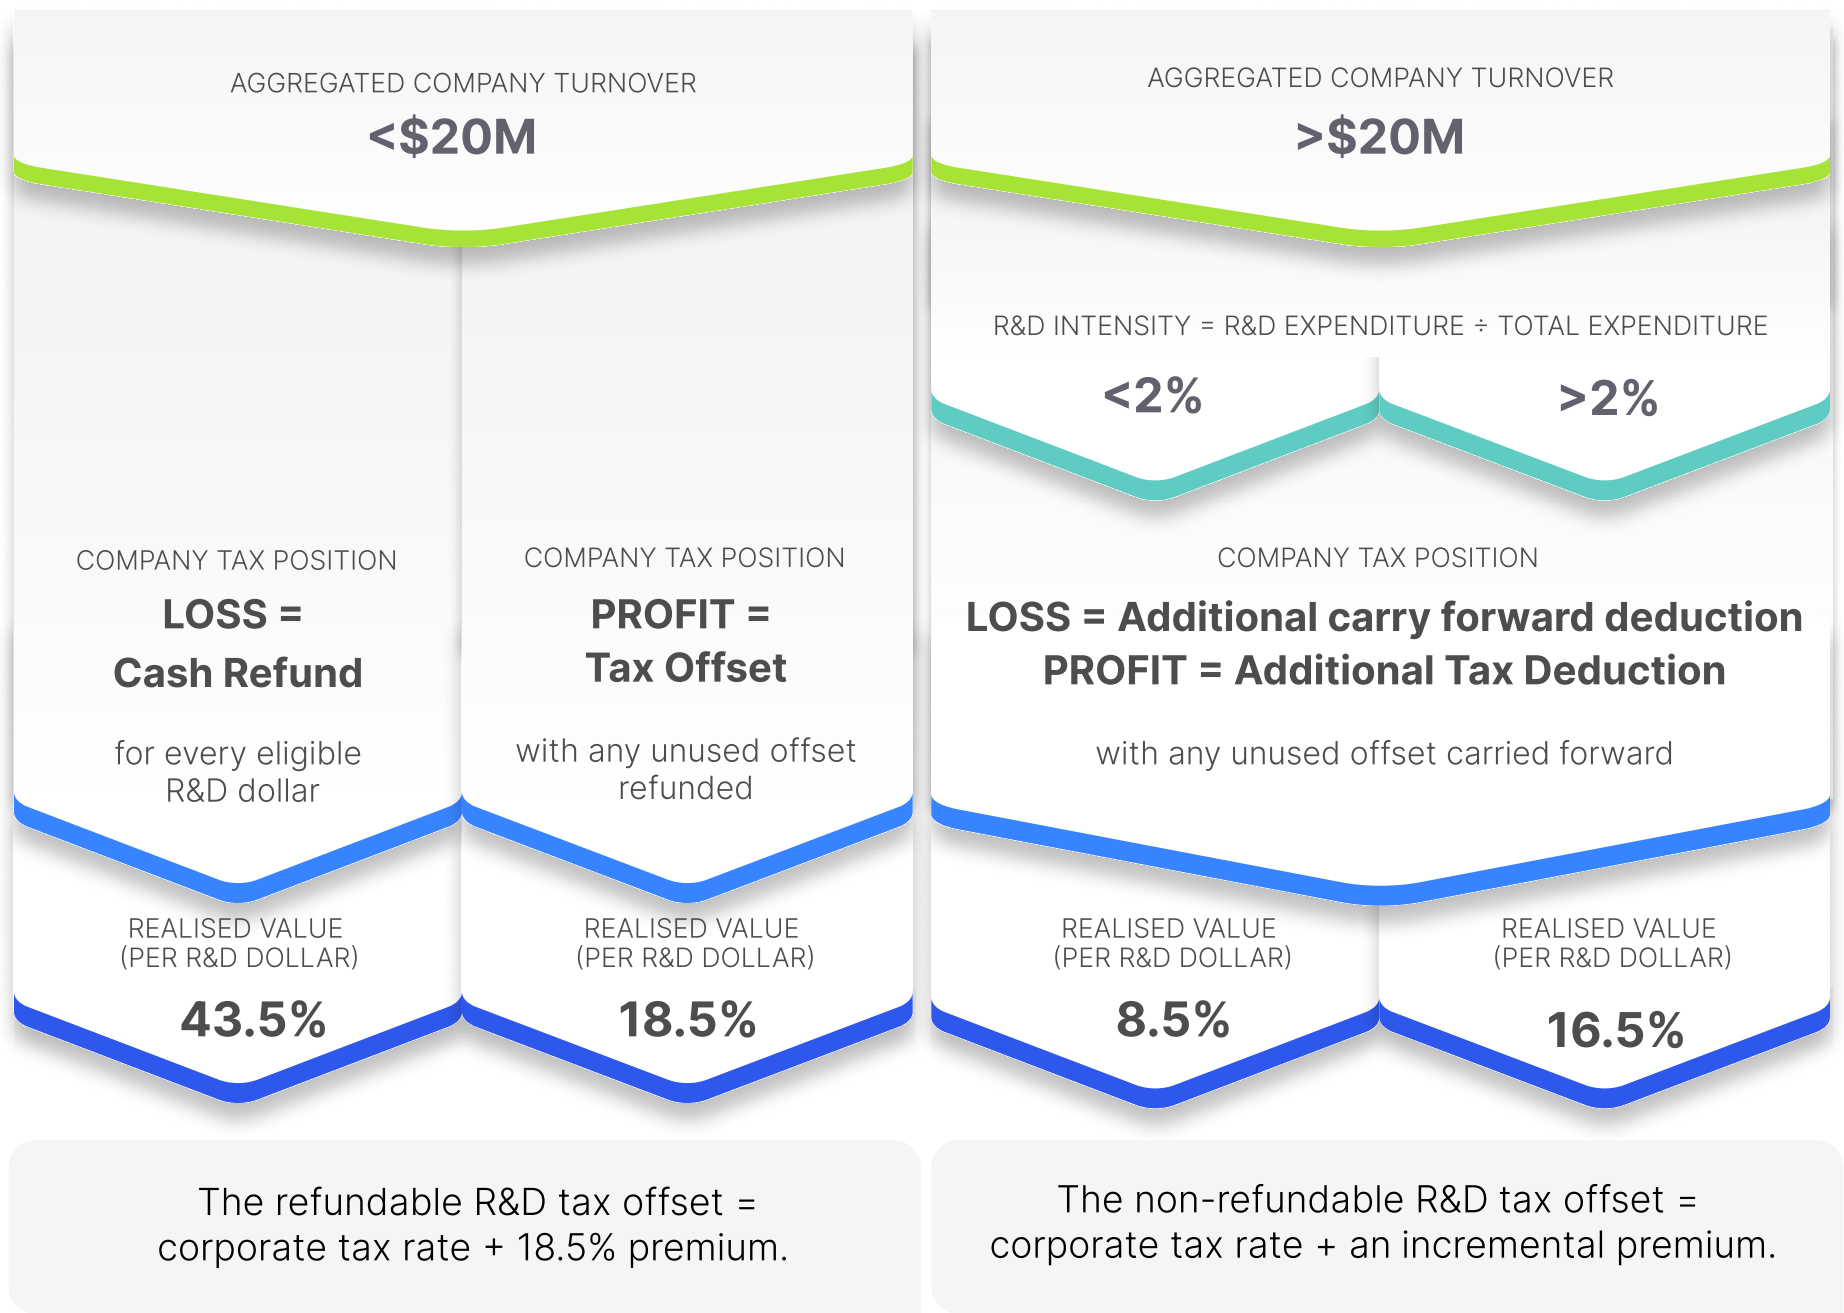 AGGREGATED COMPANY TURNOVER
<$20M
COMPANY TAX POSITION
LOSS =
Cash Refund
for every eligible
R&D dollar
REALISED VALUE
(PER R&D DOLLAR)
43.5%
COMPANY TAX POSITION
PROFIT =
Tax Offset
with any unused offset
refunded
REALISED VALUE
(PER R&D DOLLAR)
18.5%
The refundable R&D tax offset =
corporate tax rate + 18.5% premium.
AGGREGATED COMPANY TURNOVER
>$20M
R&D INTENSITY = R&D EXPENDITURE ÷ TOTAL EXPENDITURE
<2%
>2%
COMPANY TAX POSITION
LOSS = Additional carry forward deduction
PROFIT = Additional Tax Deduction
with any unused offset carried forward
REALISED VALUE
(PER R&D DOLLAR)
8.5%
REALISED VALUE
(PER R&D DOLLAR)
16.5%
The non-refundable R&D tax offset =
corporate tax rate + an incremental premium.